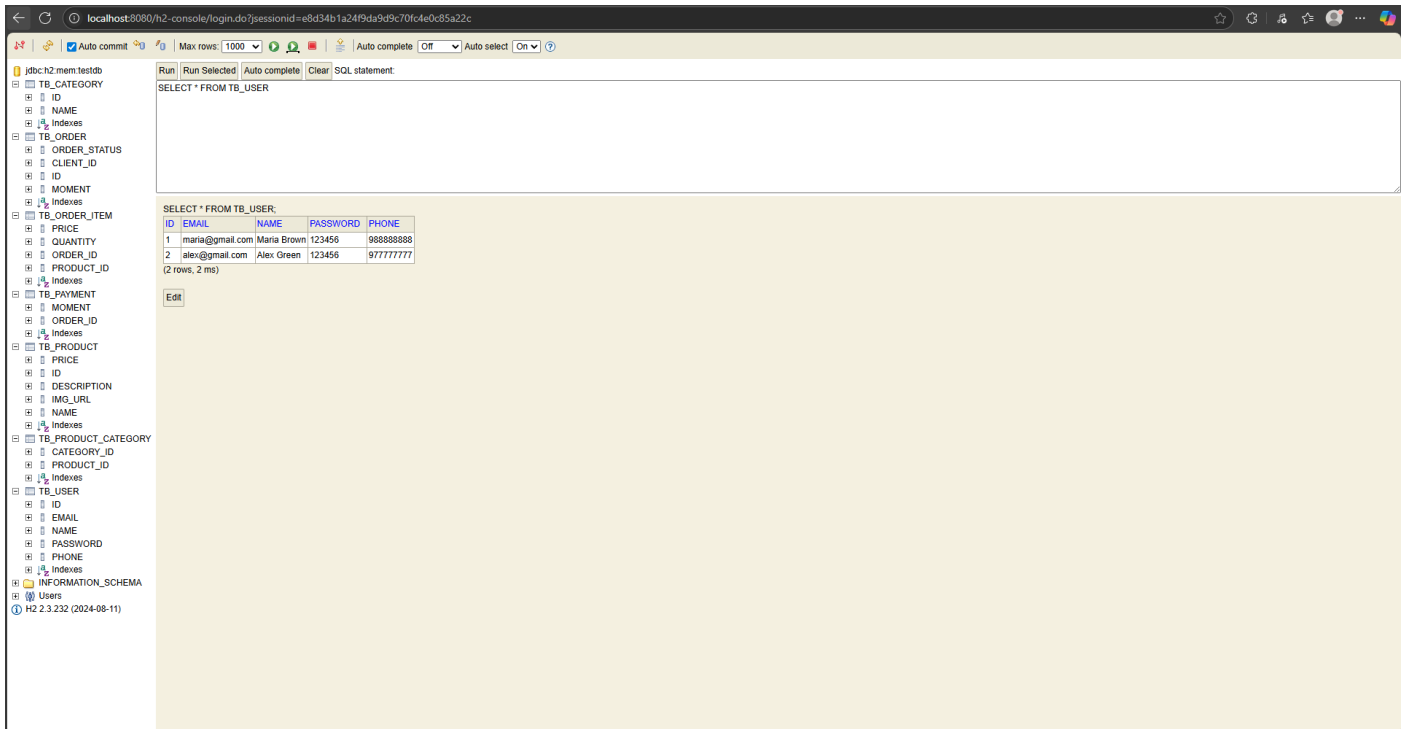 localhost:8080/h2-console/login.do?jsessionid=e8d34b1a24f9da9d9c70fc4e0c85a22c
Auto commit Max rows: 1000 Auto complete Off Auto select On
jdbc:h2:mem:testdb
TB_CATEGORY
ID
NAME
Indexes
TB_ORDER
ORDER_STATUS
CLIENT_ID
ID
MOMENT
Indexes
TB_ORDER_ITEM
PRICE
QUANTITY
ORDER_ID
PRODUCT_ID
Indexes
TB_PAYMENT
MOMENT
ORDER_ID
Indexes
TB_PRODUCT
PRICE
ID
DESCRIPTION
IMG_URL
NAME
Indexes
TB_PRODUCT_CATEGORY
CATEGORY_ID
PRODUCT_ID
Indexes
TB_USER
ID
EMAIL
NAME
PASSWORD
PHONE
Indexes
INFORMATION_SCHEMA
Users
H2 2.3.232 (2024-08-11)
Run Run Selected Auto complete Clear SQL statement:
SELECT * FROM TB_USER
SELECT * FROM TB_USER;
ID EMAIL NAME PASSWORD PHONE
1 maria@gmail.com Maria Brown 123456 988888888
2 alex@gmail.com Alex Green 123456 977777777
(2 rows, 2 ms)
Edit